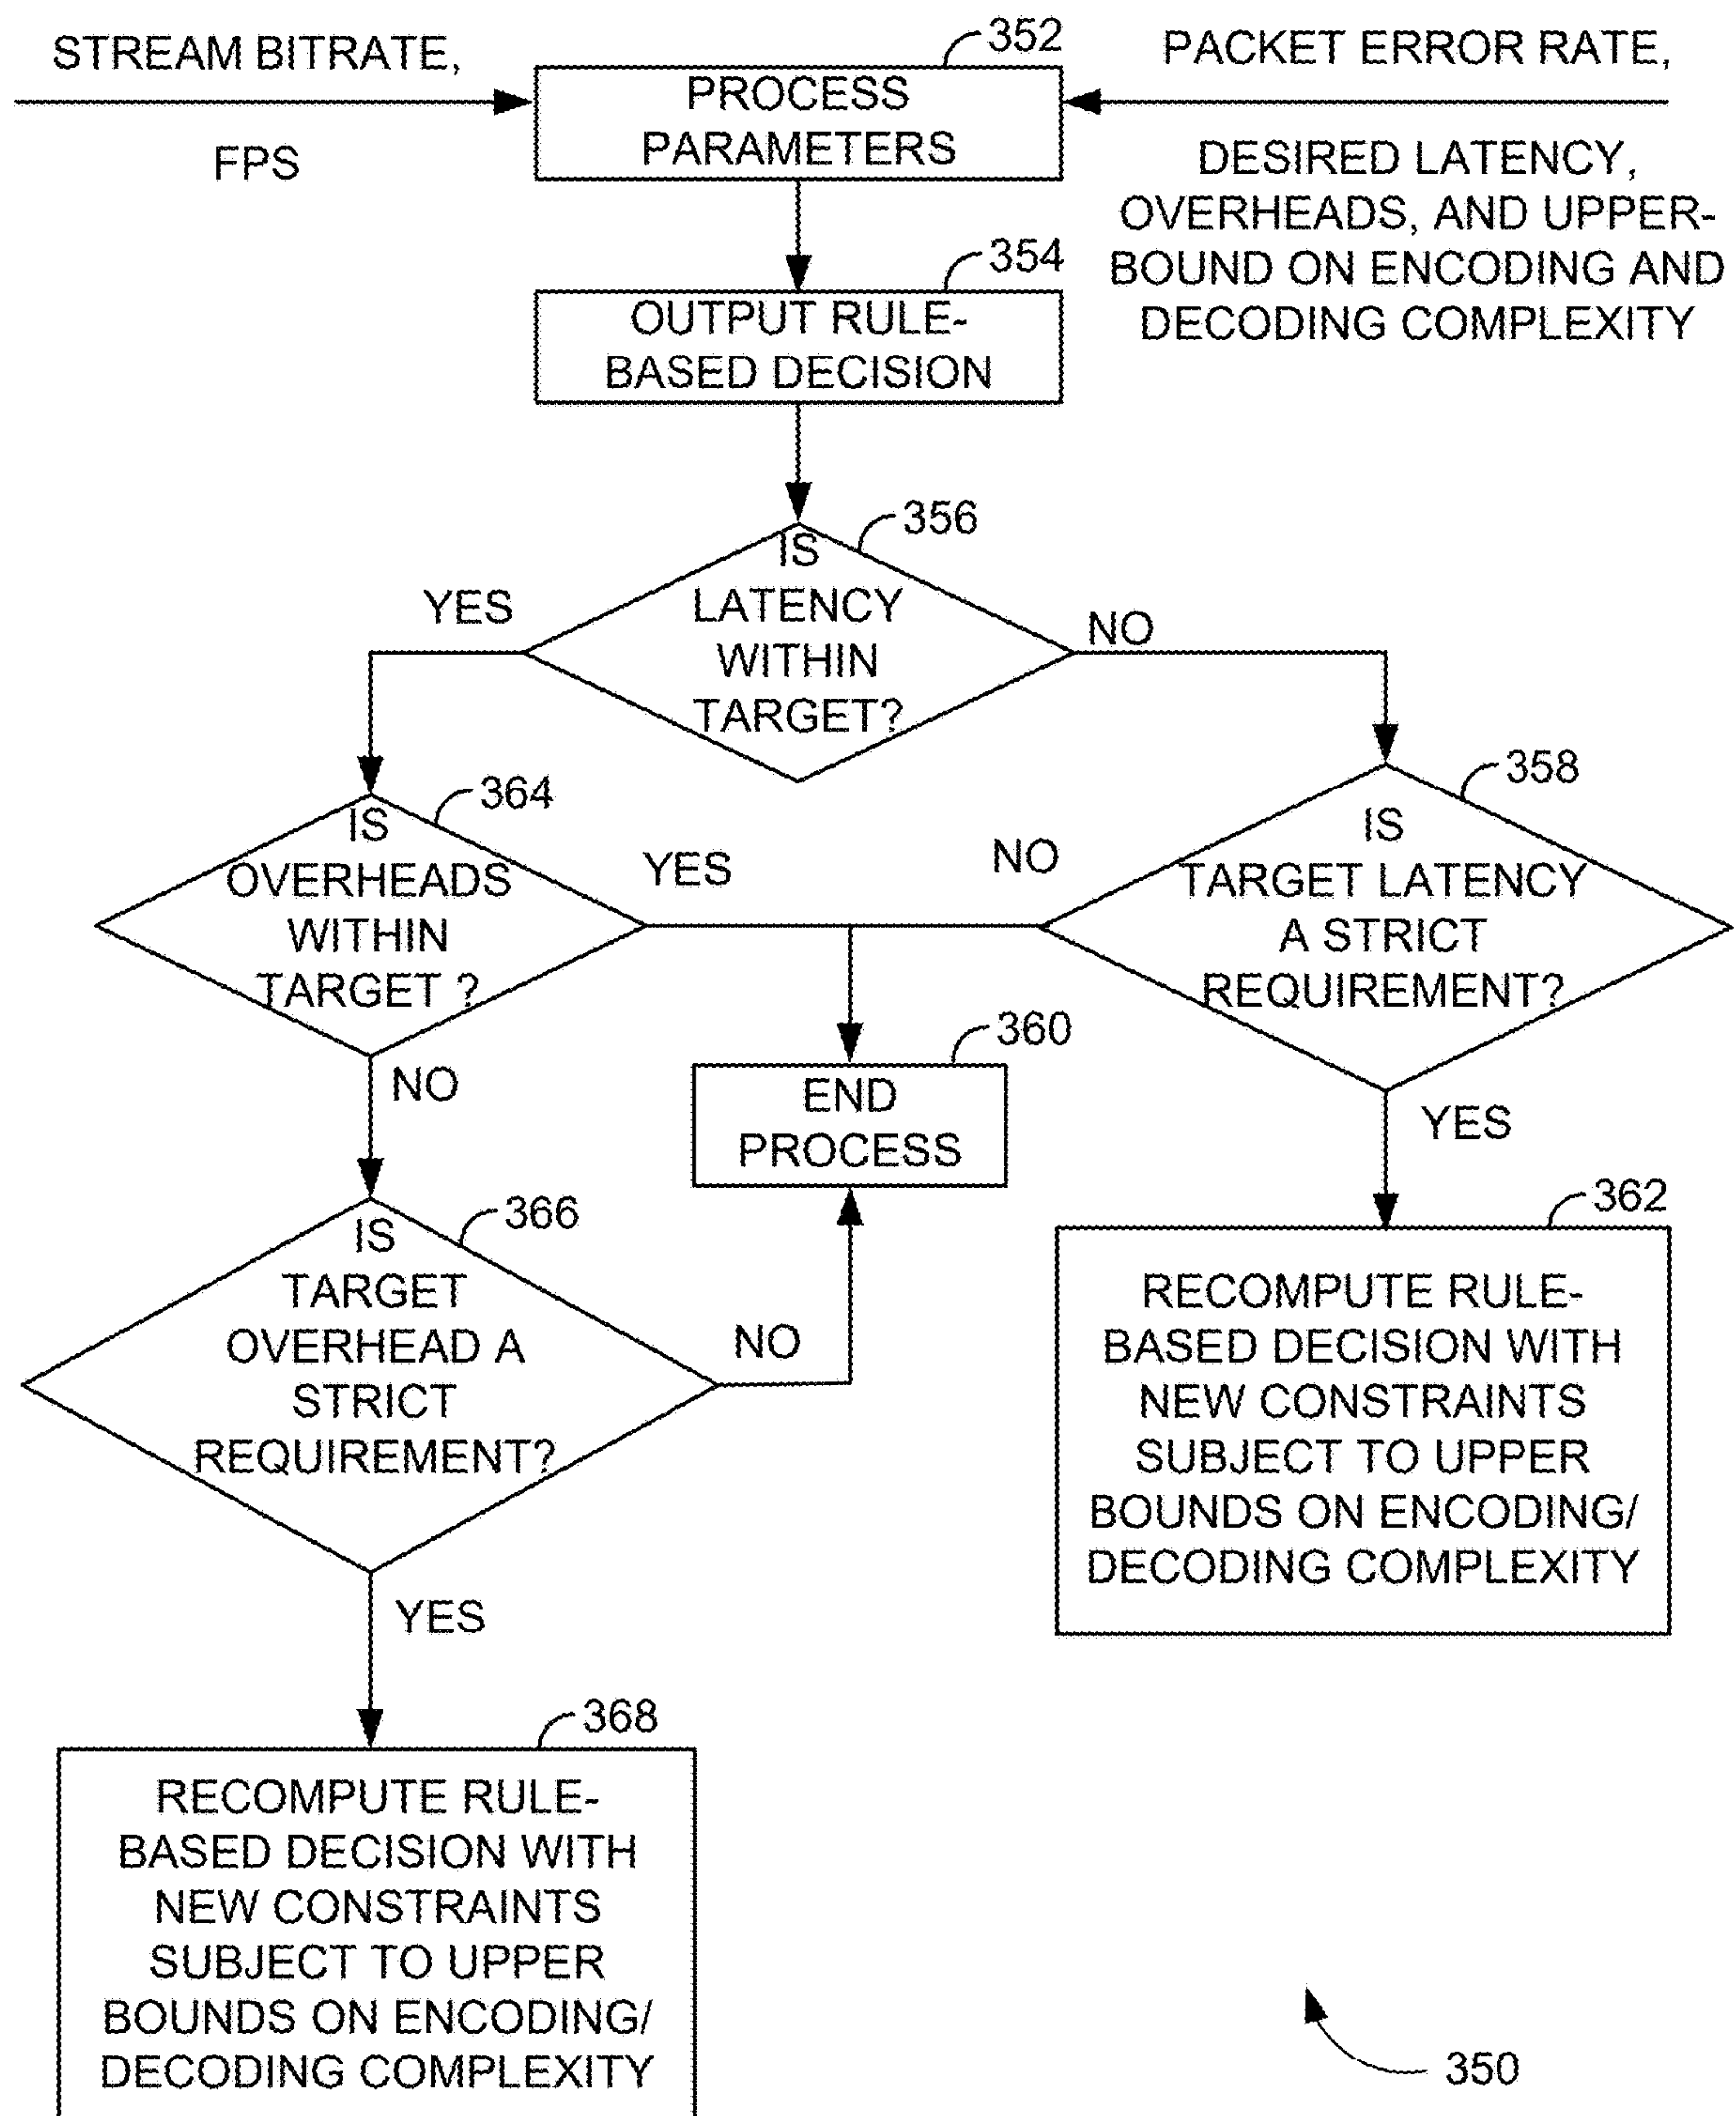 STREAM BITRATE,
FPS
352
PROCESS
PARAMETERS
PACKET ERROR RATE,
DESIRED LATENCY,
OVERHEADS, AND UPPER-
BOUND ON ENCODING AND
DECODING COMPLEXITY
354
OUTPUT RULE-
BASED DECISION
356
IS
LATENCY
WITHIN
TARGET?
YES
NO
364
IS
OVERHEADS
WITHIN
TARGET ?
YES
NO
358
IS
TARGET LATENCY
A STRICT
REQUIREMENT?
NO
YES
360
END
PROCESS
366
IS
TARGET
OVERHEAD A
STRICT
REQUIREMENT?
NO
YES
362
RECOMPUTE RULE-
BASED DECISION WITH
NEW CONSTRAINTS
SUBJECT TO UPPER
BOUNDS ON ENCODING/
DECODING COMPLEXITY
368
RECOMPUTE RULE-
BASED DECISION WITH
NEW CONSTRAINTS
SUBJECT TO UPPER
BOUNDS ON ENCODING/
DECODING COMPLEXITY
350